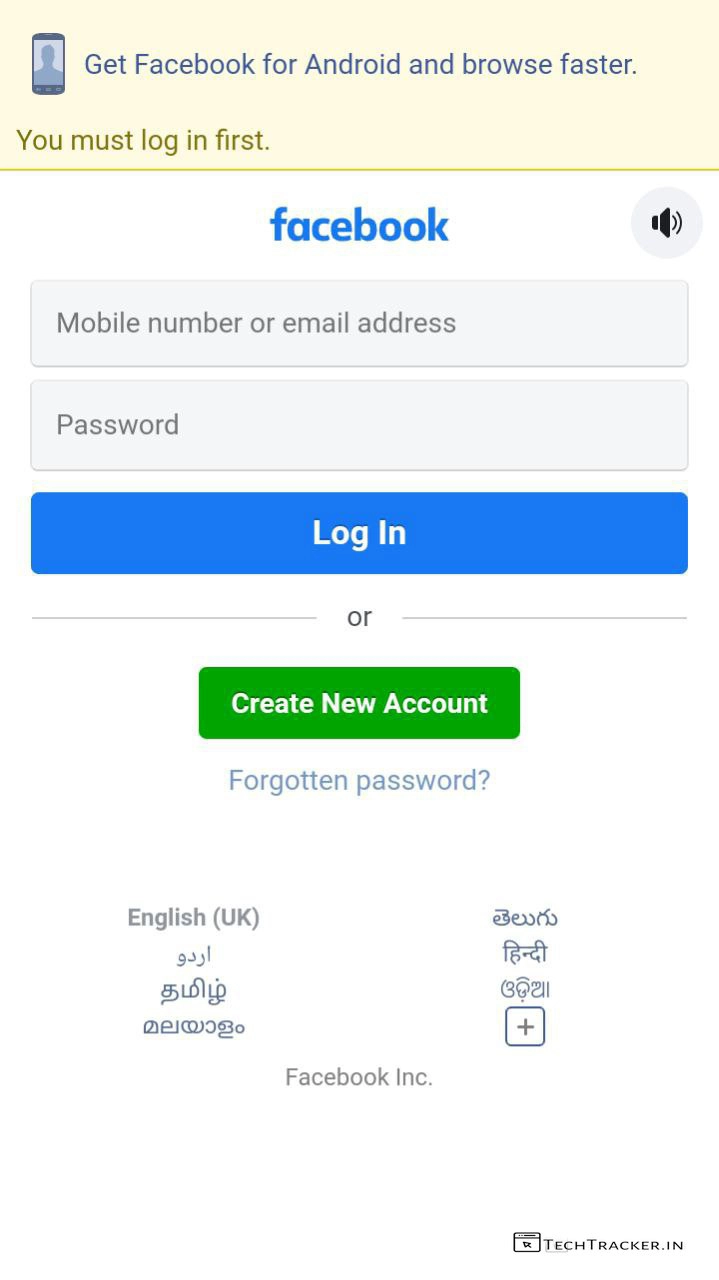 Get Facebook for Android and browse faster.
You must log in first.
facebook
Mobile number or email address
Password
Log In
or
Create New Account
Forgotten password?
English (UK)
తెలుగు
اردو
हिन्दी
தமிழ்
ଓଡ଼ିଆ
മലയാളം
+
Facebook Inc.
TECHTRACKER.IN